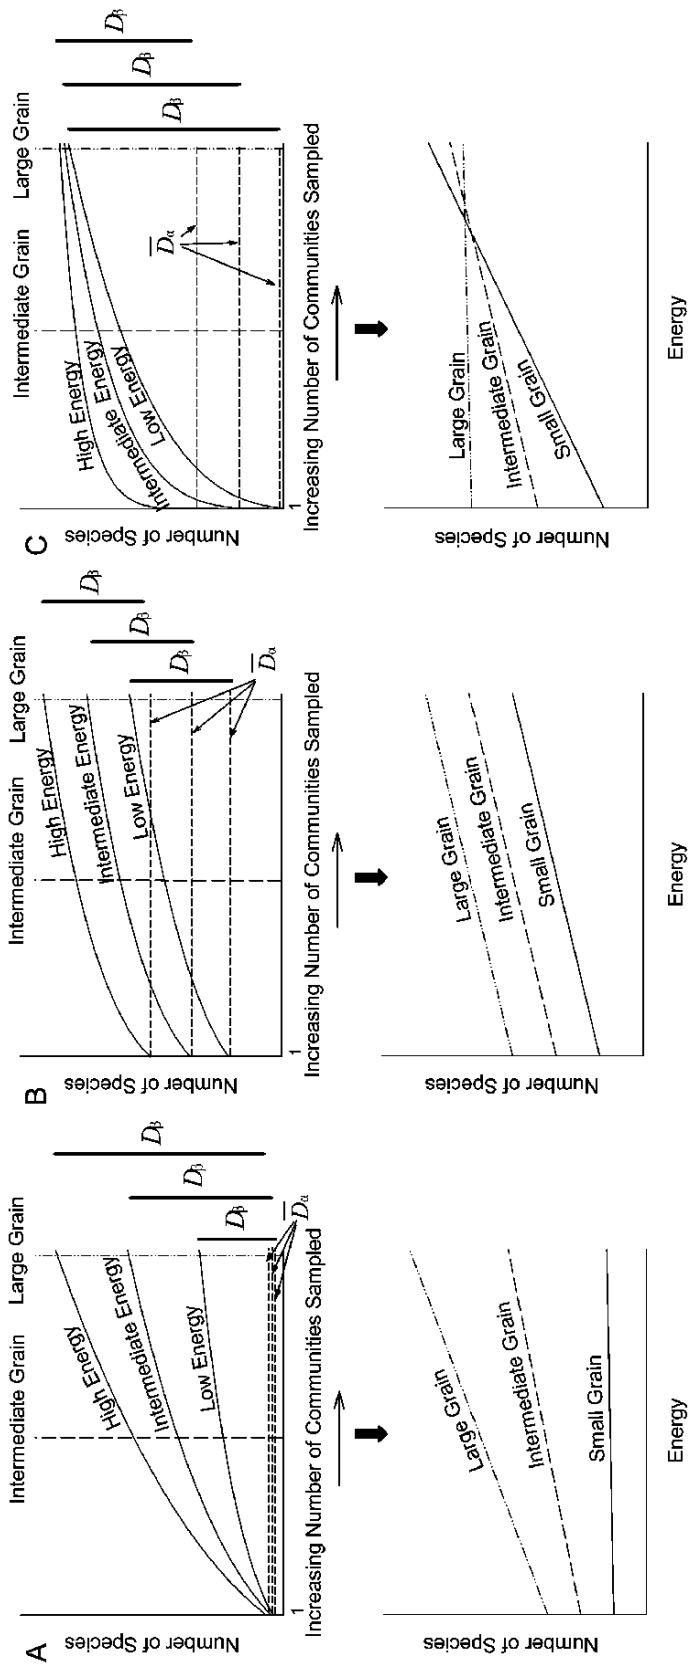 A
Intermediate Grain
Large Grain
Number of Species
High Energy
Intermediate Energy
Low Energy
Dβ
Dβ
Dβ
D̅α
1
Increasing Number of Communities Sampled
Number of Species
Large Grain
Intermediate Grain
Small Grain
Energy
B
Intermediate Grain
Large Grain
Number of Species
High Energy
Intermediate Energy
Low Energy
Dβ
Dβ
Dβ
D̅α
1
Increasing Number of Communities Sampled
Number of Species
Large Grain
Intermediate Grain
Small Grain
Energy
C
Intermediate Grain
Large Grain
Number of Species
High Energy
Intermediate Energy
Low Energy
Dβ
Dβ
Dβ
D̅α
1
Increasing Number of Communities Sampled
Number of Species
Large Grain
Intermediate Grain
Small Grain
Energy